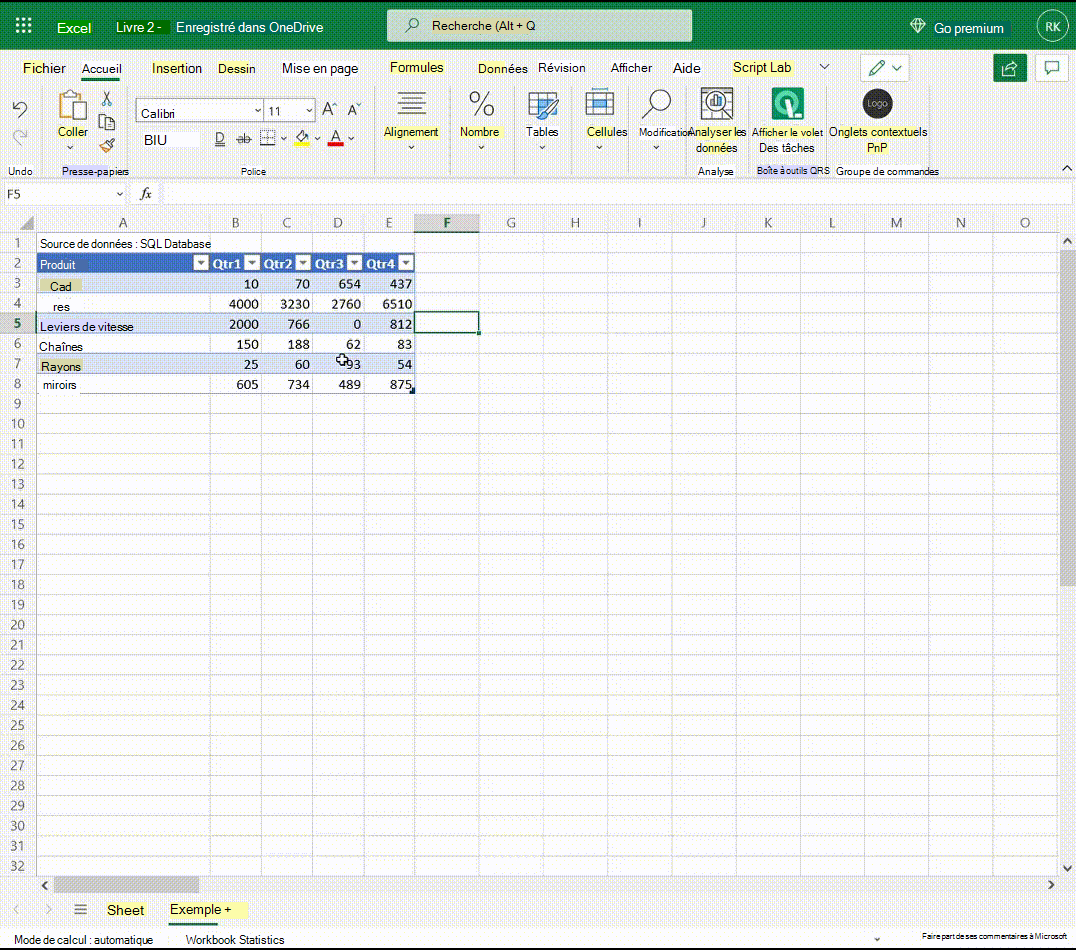 Excel Livre 2 - Enregistré dans OneDrive Recherche (Alt + Q Go premium RK
Fichier Accueil Insertion Dessin Mise en page Formules Données Révision Afficher Aide Script Lab
Calibri 11
Coller BIU D ab A Alignement Nombre Tables Cellules Modification Analyser les données Afficher le volet Des tâches Logo Onglets contextuels PnP
Undo Presse-papiers Police Analyse Boîte à outils QRS Groupe de commandes
F5 fx
A B C D E F G H I J K L M N O
1 Source de données : SQL Database
2 Produit Qtr1 Qtr2 Qtr3 Qtr4
3 Cad 10 70 654 437
4 res 4000 3230 2760 6510
5 Leviers de vitesse 2000 766 0 812
6 Chaînes 150 188 62 83
7 Rayons 25 60 93 54
8 miroirs 605 734 489 875
9
10
11
12
13
14
15
16
17
18
19
20
21
22
23
24
25
26
27
28
29
30
31
32
Sheet Exemple +
Mode de calcul : automatique Workbook Statistics Faire part de ses commentaires à Microsoft